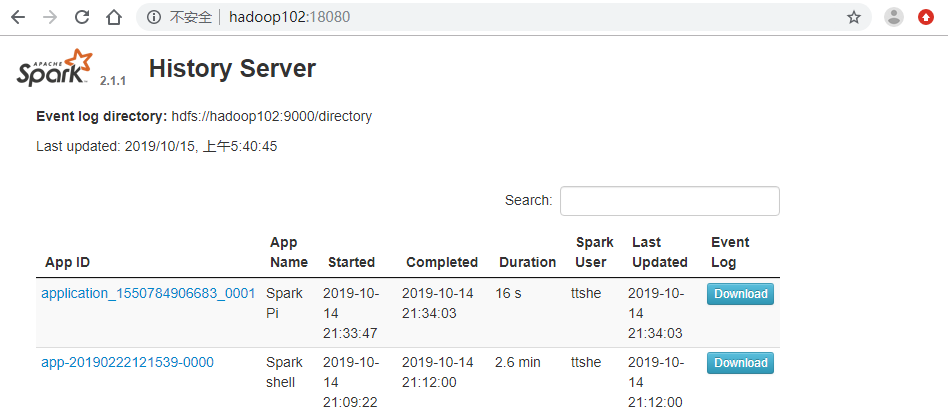 不安全 | hadoop102:18080
APACHE Spark 2.1.1 History Server
Event log directory: hdfs://hadoop102:9000/directory
Last updated: 2019/10/15, 上午5:40:45
Search:
App ID App Name Started Completed Duration Spark User Last Updated Event Log
application_1550784906683_0001 Spark Pi 2019-10-14 21:33:47 2019-10-14 21:34:03 16 s ttshe 2019-10-14 21:34:03 Download
app-20190222121539-0000 Spark shell 2019-10-14 21:09:22 2019-10-14 21:12:00 2.6 min ttshe 2019-10-14 21:12:00 Download